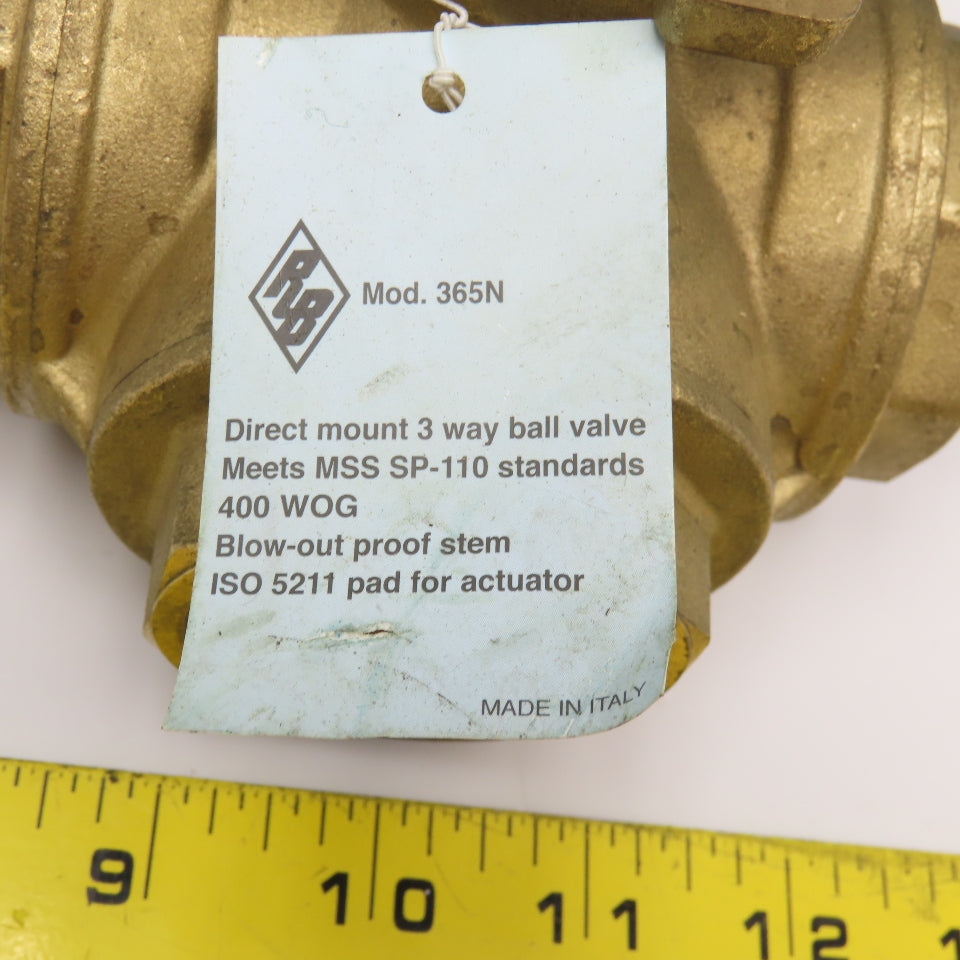 RB
Mod. 365N
Direct mount 3 way ball valve
Meets MSS SP-110 standards
400 WOG
Blow-out proof stem
ISO 5211 pad for actuator
MADE IN ITALY
9 10 11 12